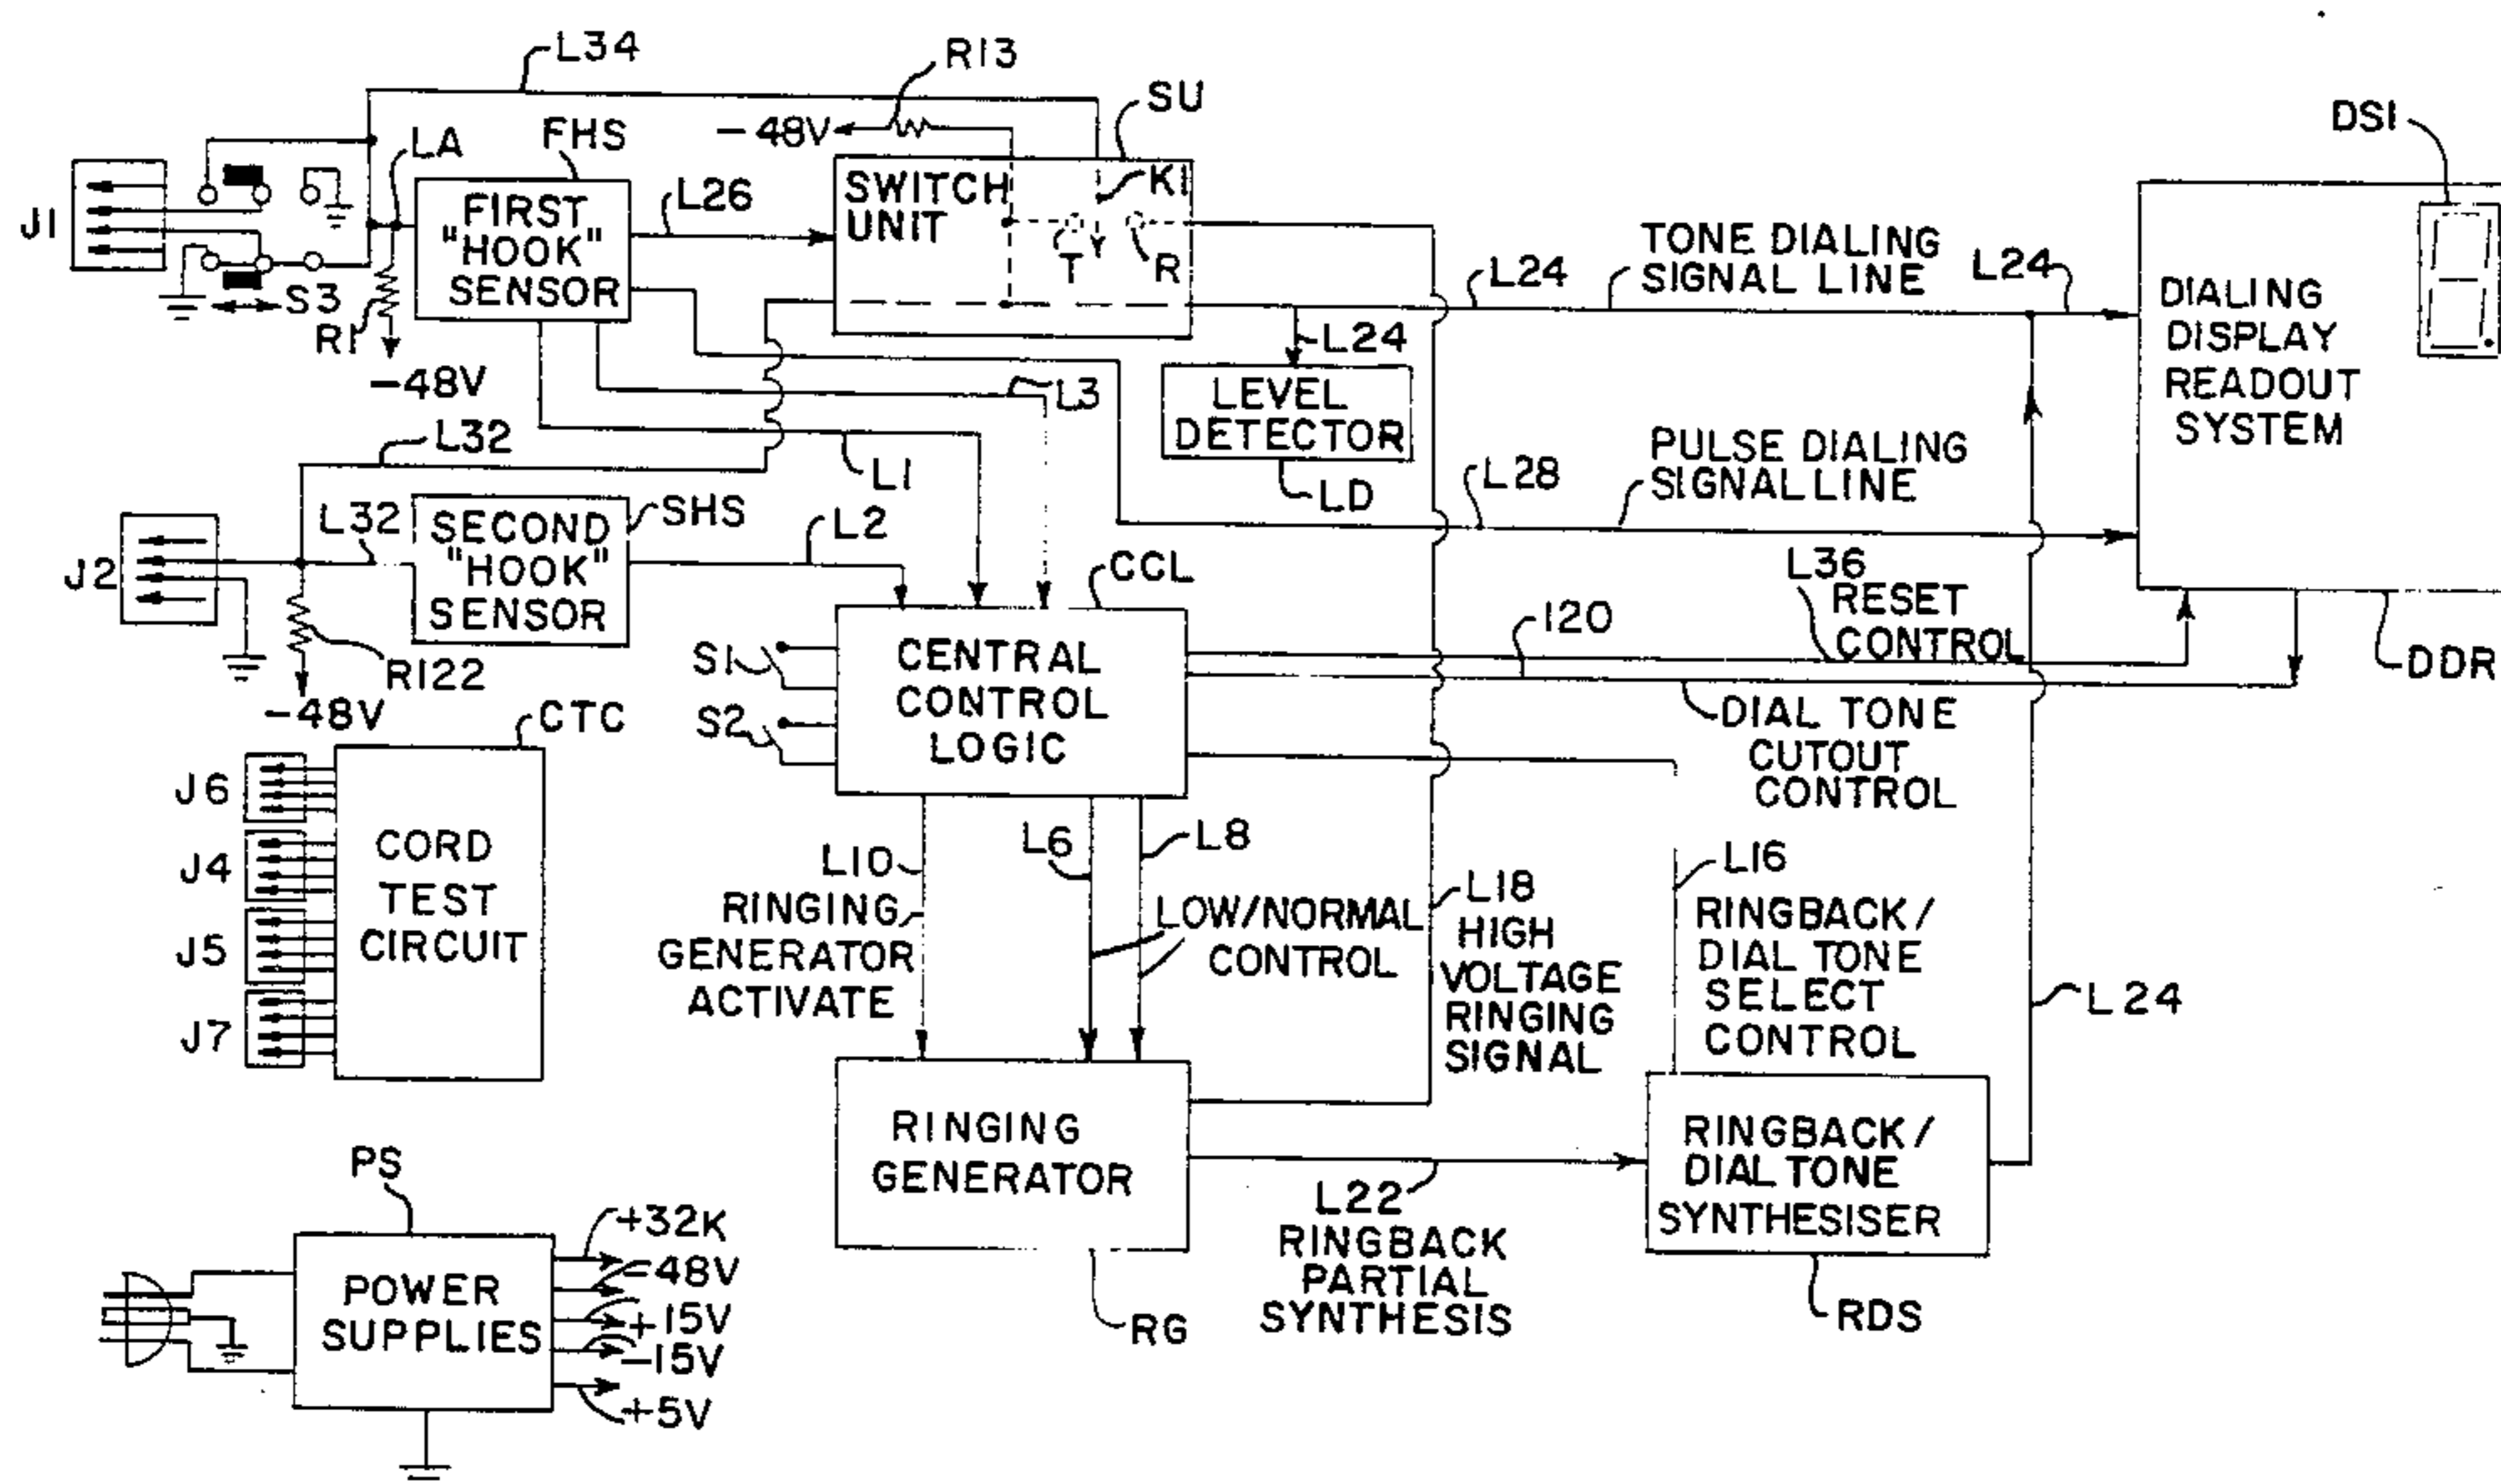 L34
R13
SU
-48V
DS1
LA
FHS
J1
FIRST
"HOOK"
SENSOR
L26
SWITCH
UNIT
K1
T
R
TONE DIALING
SIGNAL LINE
L24
L24
S3
R1
-48V
L24
L3
LEVEL
DETECTOR
LD
DIALING
DISPLAY
READOUT
SYSTEM
L32
L1
PULSE DIALING
SIGNAL LINE
L28
L32
SECOND
"HOOK"
SENSOR
SHS
L2
J2
CCL
L36
RESET
CONTROL
120
DDR
R122
-48V
S1
S2
CENTRAL
CONTROL
LOGIC
DIAL TONE
CUTOUT
CONTROL
CTC
J6
J4
J5
J7
CORD
TEST
CIRCUIT
L10
RINGING
GENERATOR
ACTIVATE
L6
L8
LOW/NORMAL
CONTROL
L18
HIGH
VOLTAGE
RINGING
SIGNAL
L16
RINGBACK/
DIAL TONE
SELECT
CONTROL
L24
RINGING
GENERATOR
RINGBACK/
DIAL TONE
SYNTHESISER
L22
RINGBACK
PARTIAL
SYNTHESIS
RG
RDS
PS
POWER
SUPPLIES
+32K
-48V
+15V
-15V
+5V